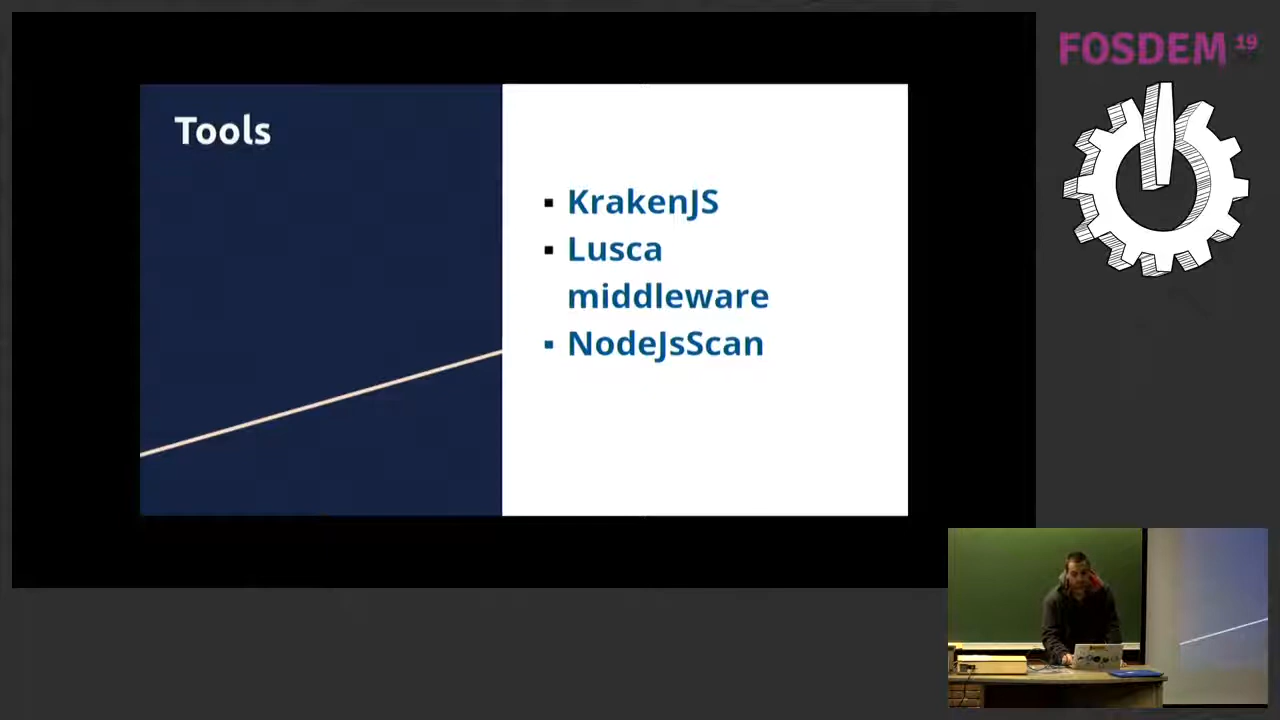 FOSDEM 19
Tools
KrakenJS
Lusca
middleware
NodeJsScan